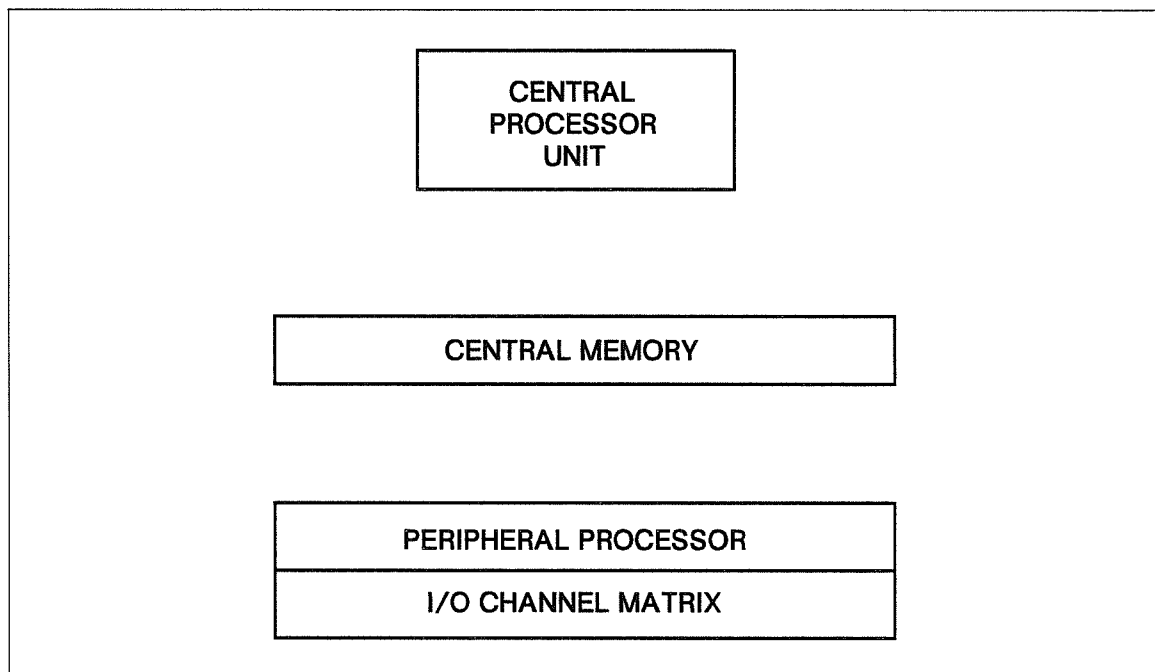 CENTRAL
PROCESSOR
UNIT
CENTRAL MEMORY
PERIPHERAL PROCESSOR
I/O CHANNEL MATRIX